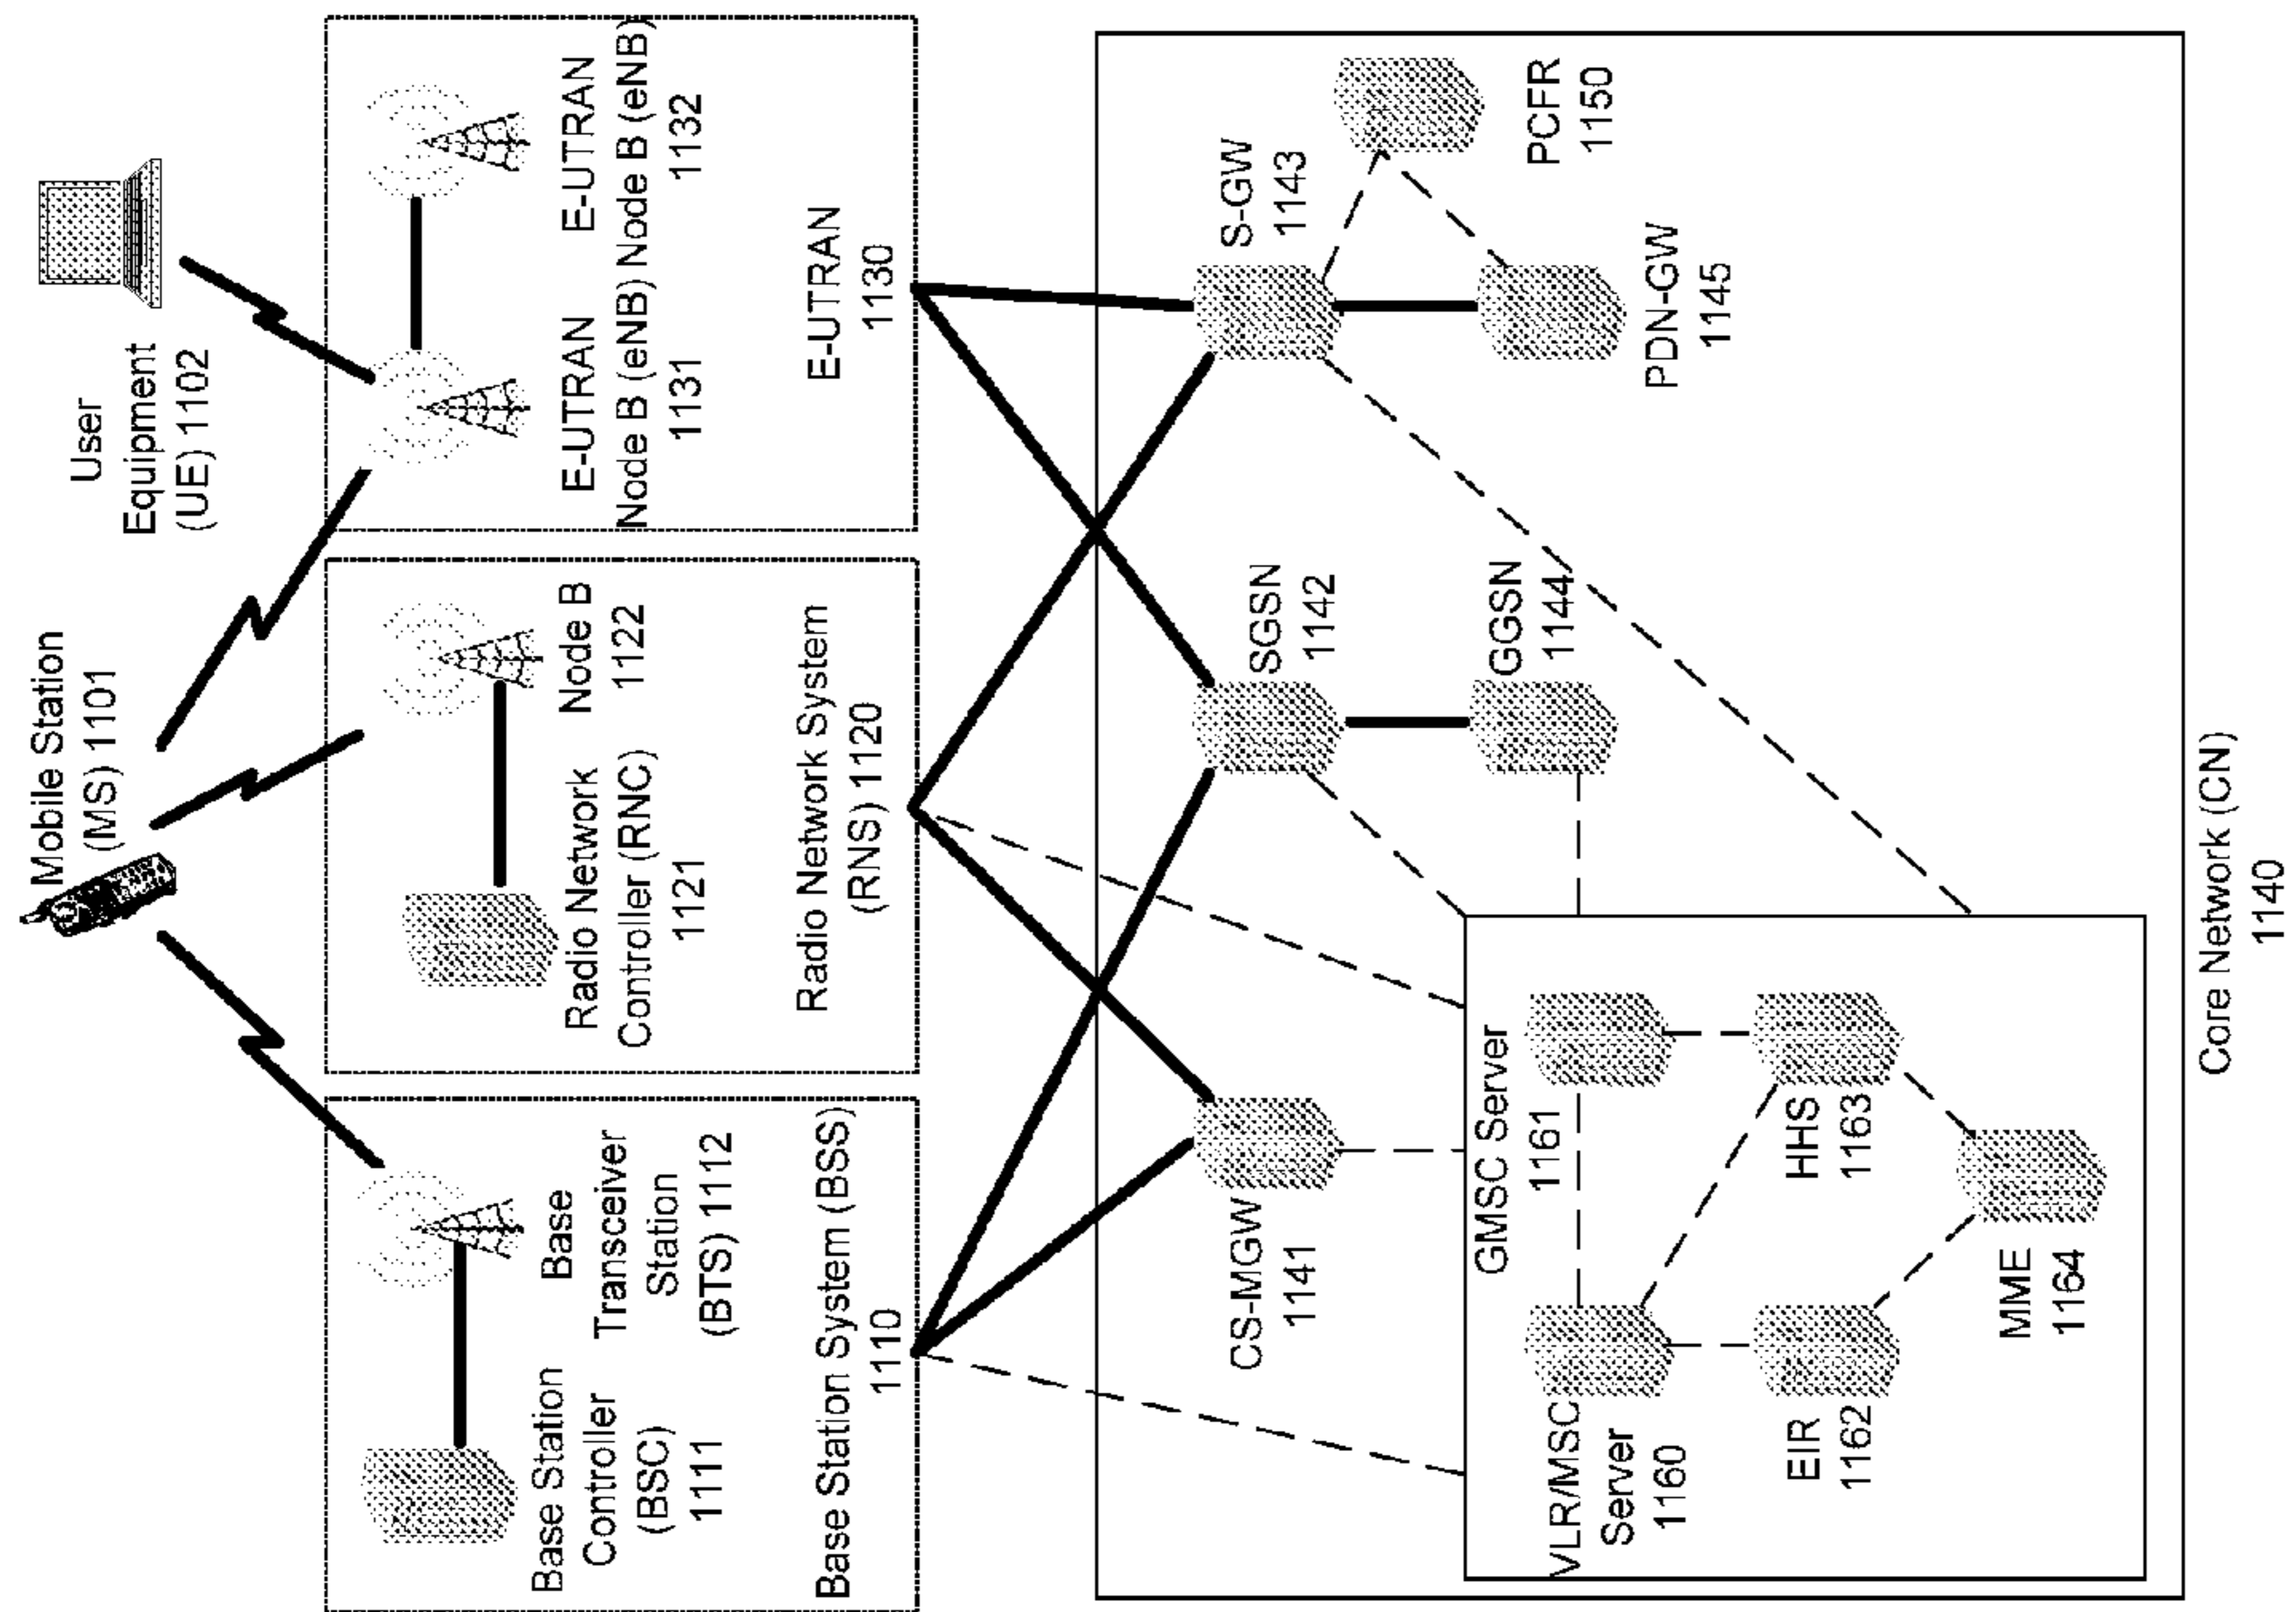 Mobile Station
(MS) 1101
User
Equipment
(UE) 1102
Base Station
Controller
(BSC)
1111
Base
Transceiver
Station
(BTS) 1112
Base Station System (BSS)
1110
Radio Network
Controller (RNC)
1121
Node B
1122
Radio Network System
(RNS) 1120
E-UTRAN
Node B (eNB)
1131
E-UTRAN
Node B (eNB)
1132
E-UTRAN
1130
CS-MGW
1141
SGSN
1142
S-GW
1143
GGSN
1144
PDN-GW
1145
PCFR
1150
GMSC Server
1161
VLR/MSC
Server
1160
HHS
1163
EIR
1162
MME
1164
Core Network (CN)
1140